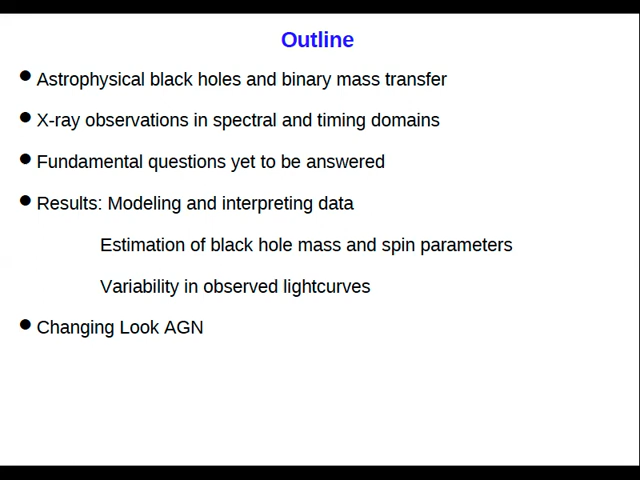 Outline
Astrophysical black holes and binary mass transfer
X-ray observations in spectral and timing domains
Fundamental questions yet to be answered
Results: Modeling and interpreting data
Estimation of black hole mass and spin parameters
Variability in observed lightcurves
Changing Look AGN